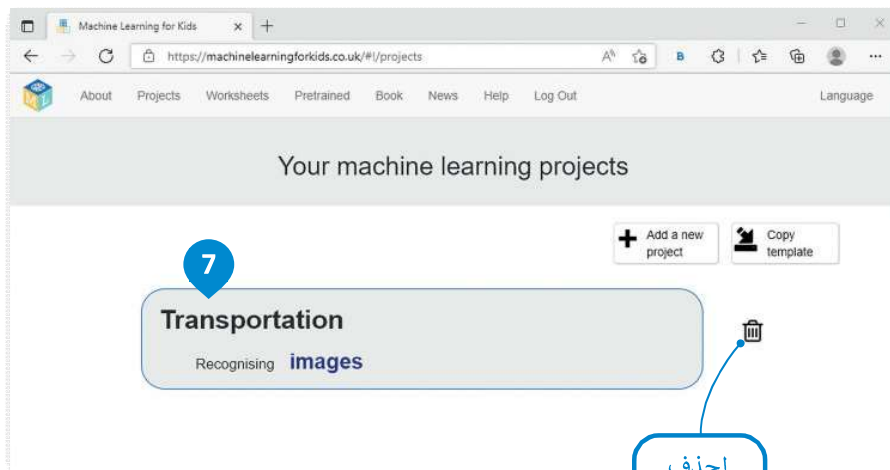 Machine Learning for Kids
https://machinelearningforkids.co.uk/#!/projects
About Projects Worksheets Pretrained Book News Help Log Out Language
Your machine learning projects
Add a new project
Copy template
7
Transportation
Recognising images
احذف